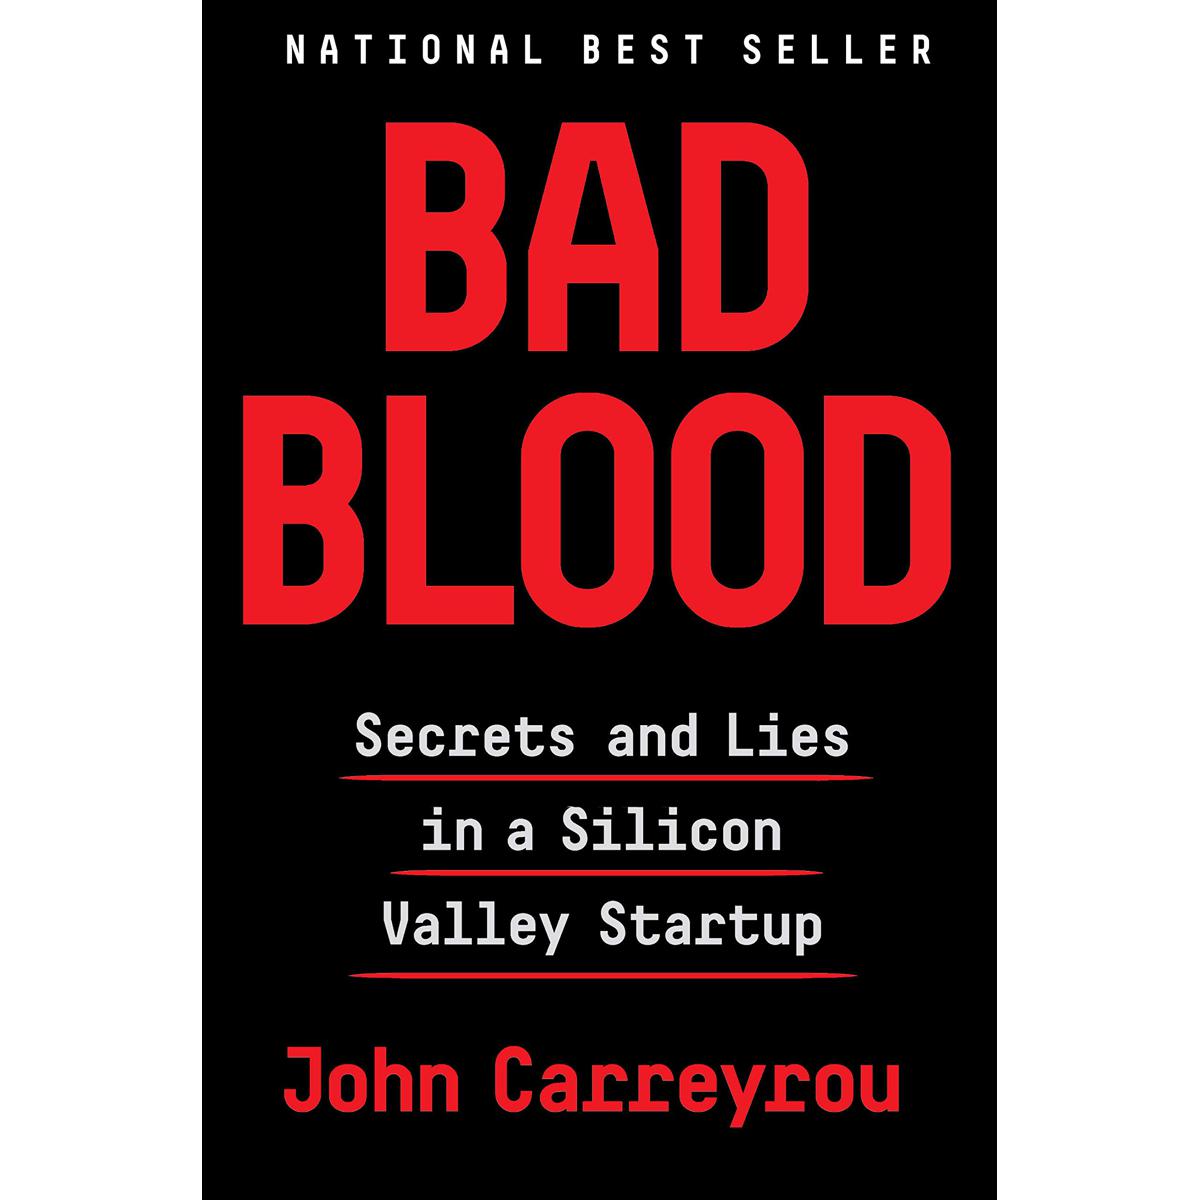 NATIONAL BEST SELLER
BAD
BLOOD
Secrets and Lies
in a Silicon
Valley Startup
John Carreyrou